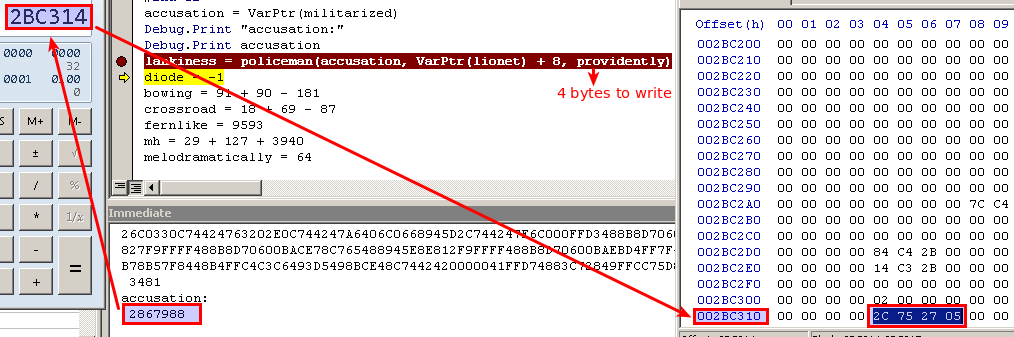 2BC314
0000 0000
32
0001 0100
0
S M+ M-
± √
/ %
* 1/x
-
+ =
accusation = VarPtr(militarized)
Debug.Print "accusation:"
Debug.Print accusation
lankiness = policeman(accusation, VarPtr(lionet) + 8, providently)
diode = -1
bowing = 91 + 90 - 181
crossroad = 18 + 69 - 87
fernlike = 9593
mh = 29 + 127 + 3940
melodramatically = 64
4 bytes to write
Immediate
3481
accusation:
2867988
Offset(h) 00 01 02 03 04 05 06 07 08 09
002BC200 00 00 00 00 00 00 00 00 00 00
002BC210 00 00 00 00 00 00 00 00 00 00
002BC220 00 00 00 00 00 00 00 00 00 00
002BC230 00 00 00 00 00 00 00 00 00 00
002BC240 00 00 00 00 00 00 00 00 00 00
002BC250 00 00 00 00 00 00 00 00 00 00
002BC260 00 00 00 00 00 00 00 00 00 00
002BC270 00 00 00 00 00 00 00 00 00 00
002BC280 00 00 00 00 00 00 00 00 00 00
002BC290 00 00 00 00 00 00 00 00 00 00
002BC2A0 00 00 00 00 00 00 00 00 7C C4
002BC2B0 00 00 00 00 00 00 00 00 00 00
002BC2C0 00 00 00 00 00 00 00 00 00 00
002BC2D0 00 00 00 00 84 C4 2B 00 00 00
002BC2E0 00 00 00 00 14 C3 2B 00 00 00
002BC2F0 00 00 00 00 00 00 00 00 00 00
002BC300 00 00 00 00 02 00 00 00 00 00
002BC310 00 00 00 00 2C 75 27 05 00 00